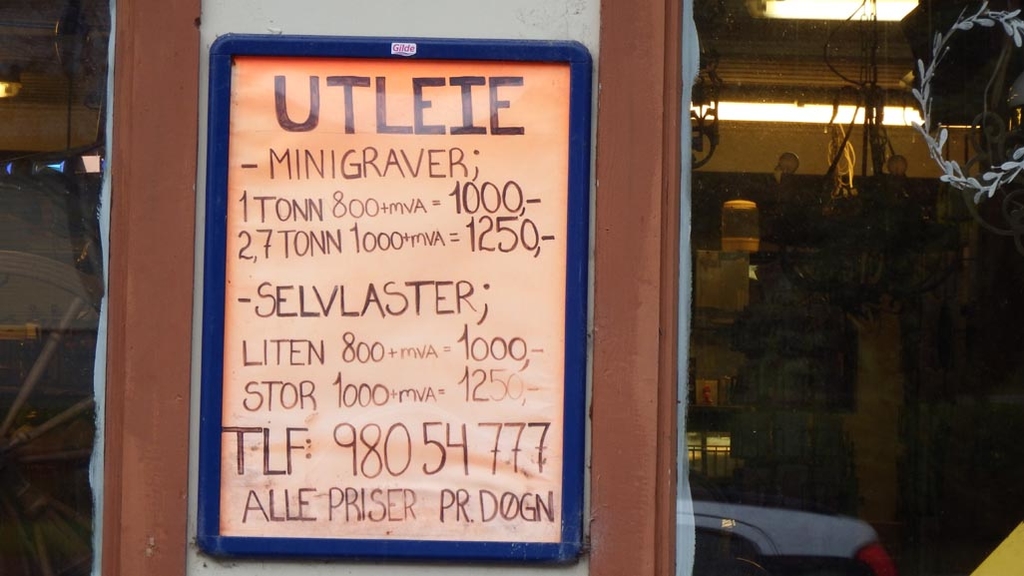 Gilde
UTLEIE
- MINIGRAVER;
1 TONN 800+mVA = 1000,-
2,7 TONN 1000+mVA = 1250,-
- SELVLASTER;
LITEN 800+mVA = 1000,-
STOR 1000+mVA = 1250,-
TLF: 980 54 777
ALLE PRISER PR. DØGN